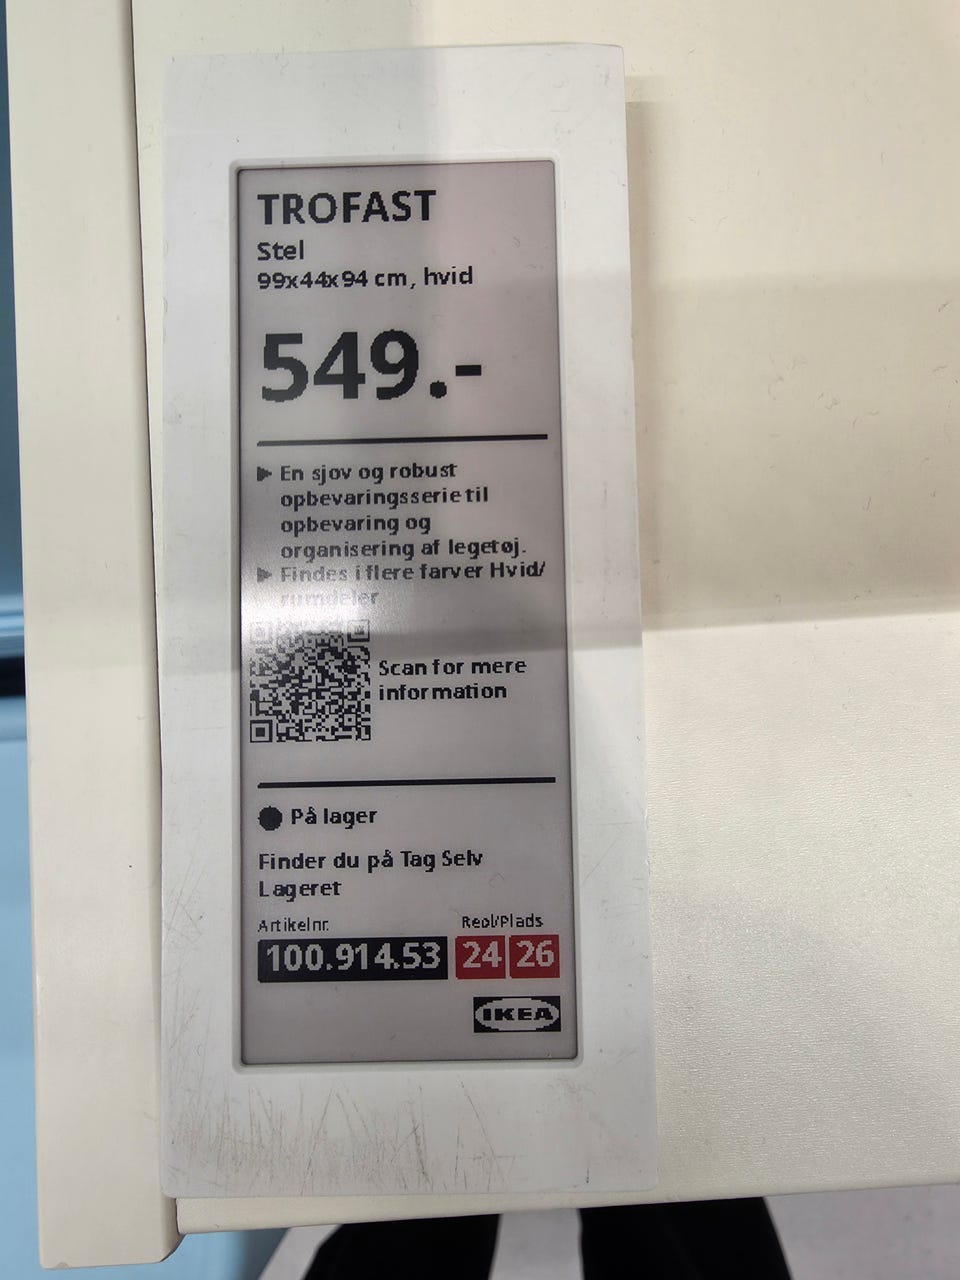 TROFAST
Stel
99x44x94 cm, hvid
549.-
▶ En sjov og robust
opbevaringsserie til
opbevaring og
organisering af legetøj.
▶ Findes i flere farver Hvid/
rumdeler
Scan for mere
information
● På lager
Finder du på Tag Selv
Lageret
Artikelnr. Reol/Plads
100.914.53 24 26
IKEA